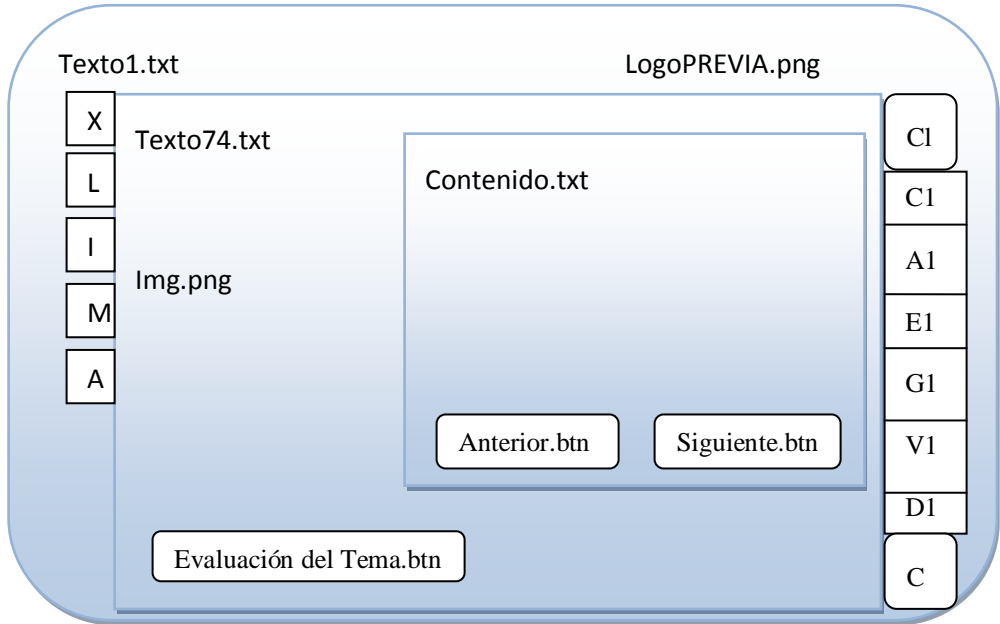 Texto1.txt
LogoPREVIA.png
X
L
I
M
A
Texto74.txt
Img.png
Contenido.txt
Anterior.btn
Siguiente.btn
Evaluación del Tema.btn
Cl
C1
A1
E1
G1
V1
D1
C